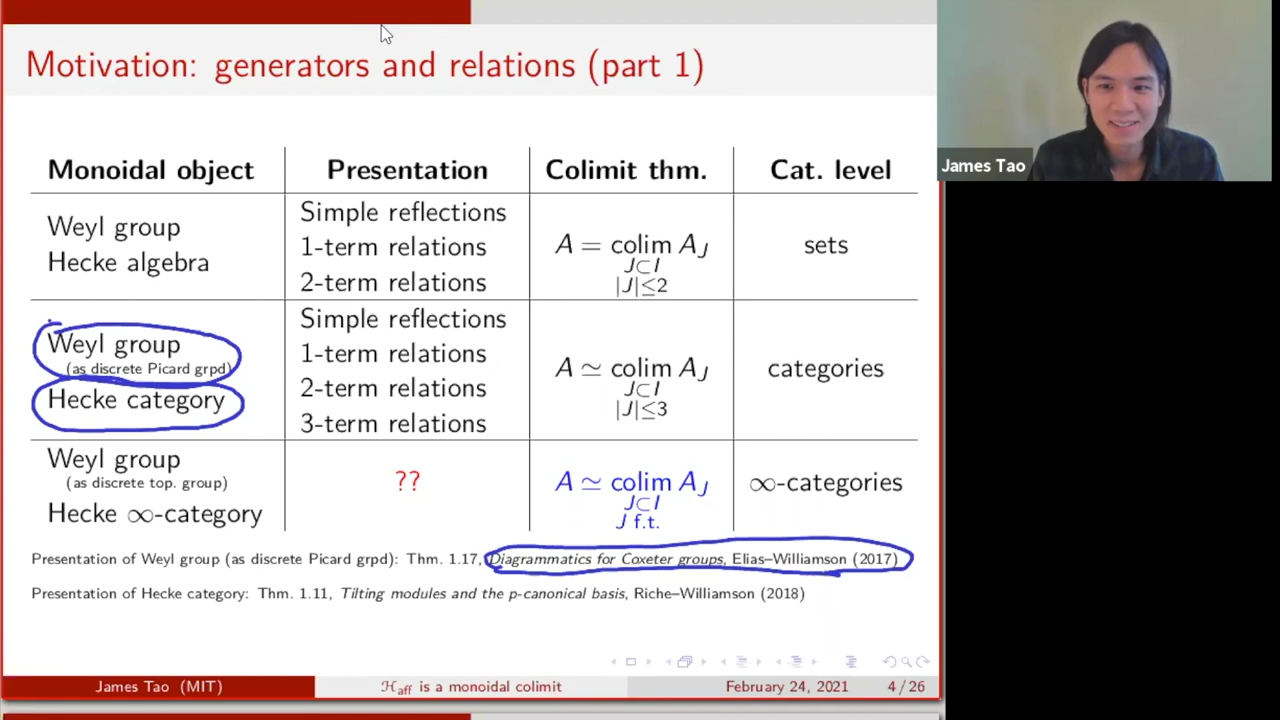 Motivation: generators and relations (part 1)
James Tao
Monoidal object Presentation Colimit thm. Cat. level
Weyl group
Hecke algebra
Simple reflections
1-term relations
2-term relations
A = colim A_J
J⊂I
|J|≤2
sets
Weyl group
(as discrete Picard grpd)
Hecke category
Simple reflections
1-term relations
2-term relations
3-term relations
A ≃ colim A_J
J⊂I
|J|≤3
categories
Weyl group
(as discrete top. group)
Hecke ∞-category
??
A ≃ colim A_J
J⊂I
J f.t.
∞-categories
Presentation of Weyl group (as discrete Picard grpd): Thm. 1.17, Diagrammatics for Coxeter groups, Elias–Williamson (2017)
Presentation of Hecke category: Thm. 1.11, Tilting modules and the p-canonical basis, Riche–Williamson (2018)
James Tao (MIT) ℋ_aff is a monoidal colimit February 24, 2021 4 / 26